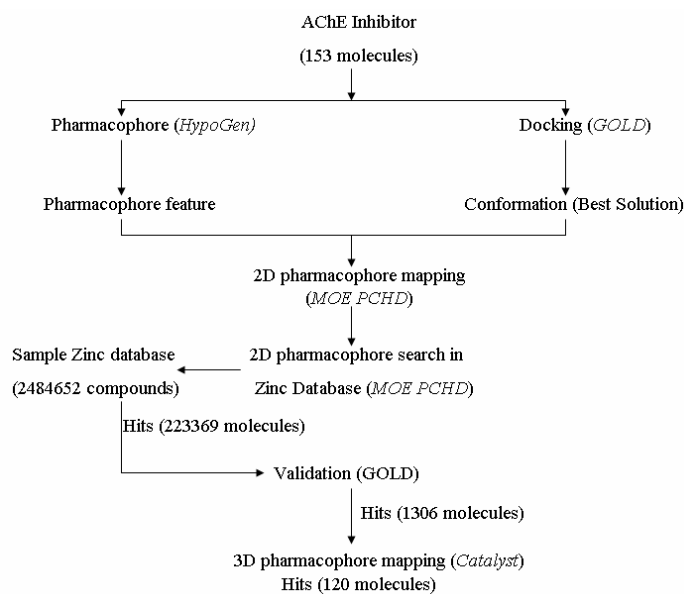 AChE Inhibitor
(153 molecules)
Pharmacophore (HypoGen)
Docking (GOLD)
Pharmacophore feature
Conformation (Best Solution)
2D pharmacophore mapping
(MOE PCHD)
Sample Zinc database
(2484652 compounds)
2D pharmacophore search in
Zinc Database (MOE PCHD)
Hits (223369 molecules)
Validation (GOLD)
Hits (1306 molecules)
3D pharmacophore mapping (Catalyst)
Hits (120 molecules)